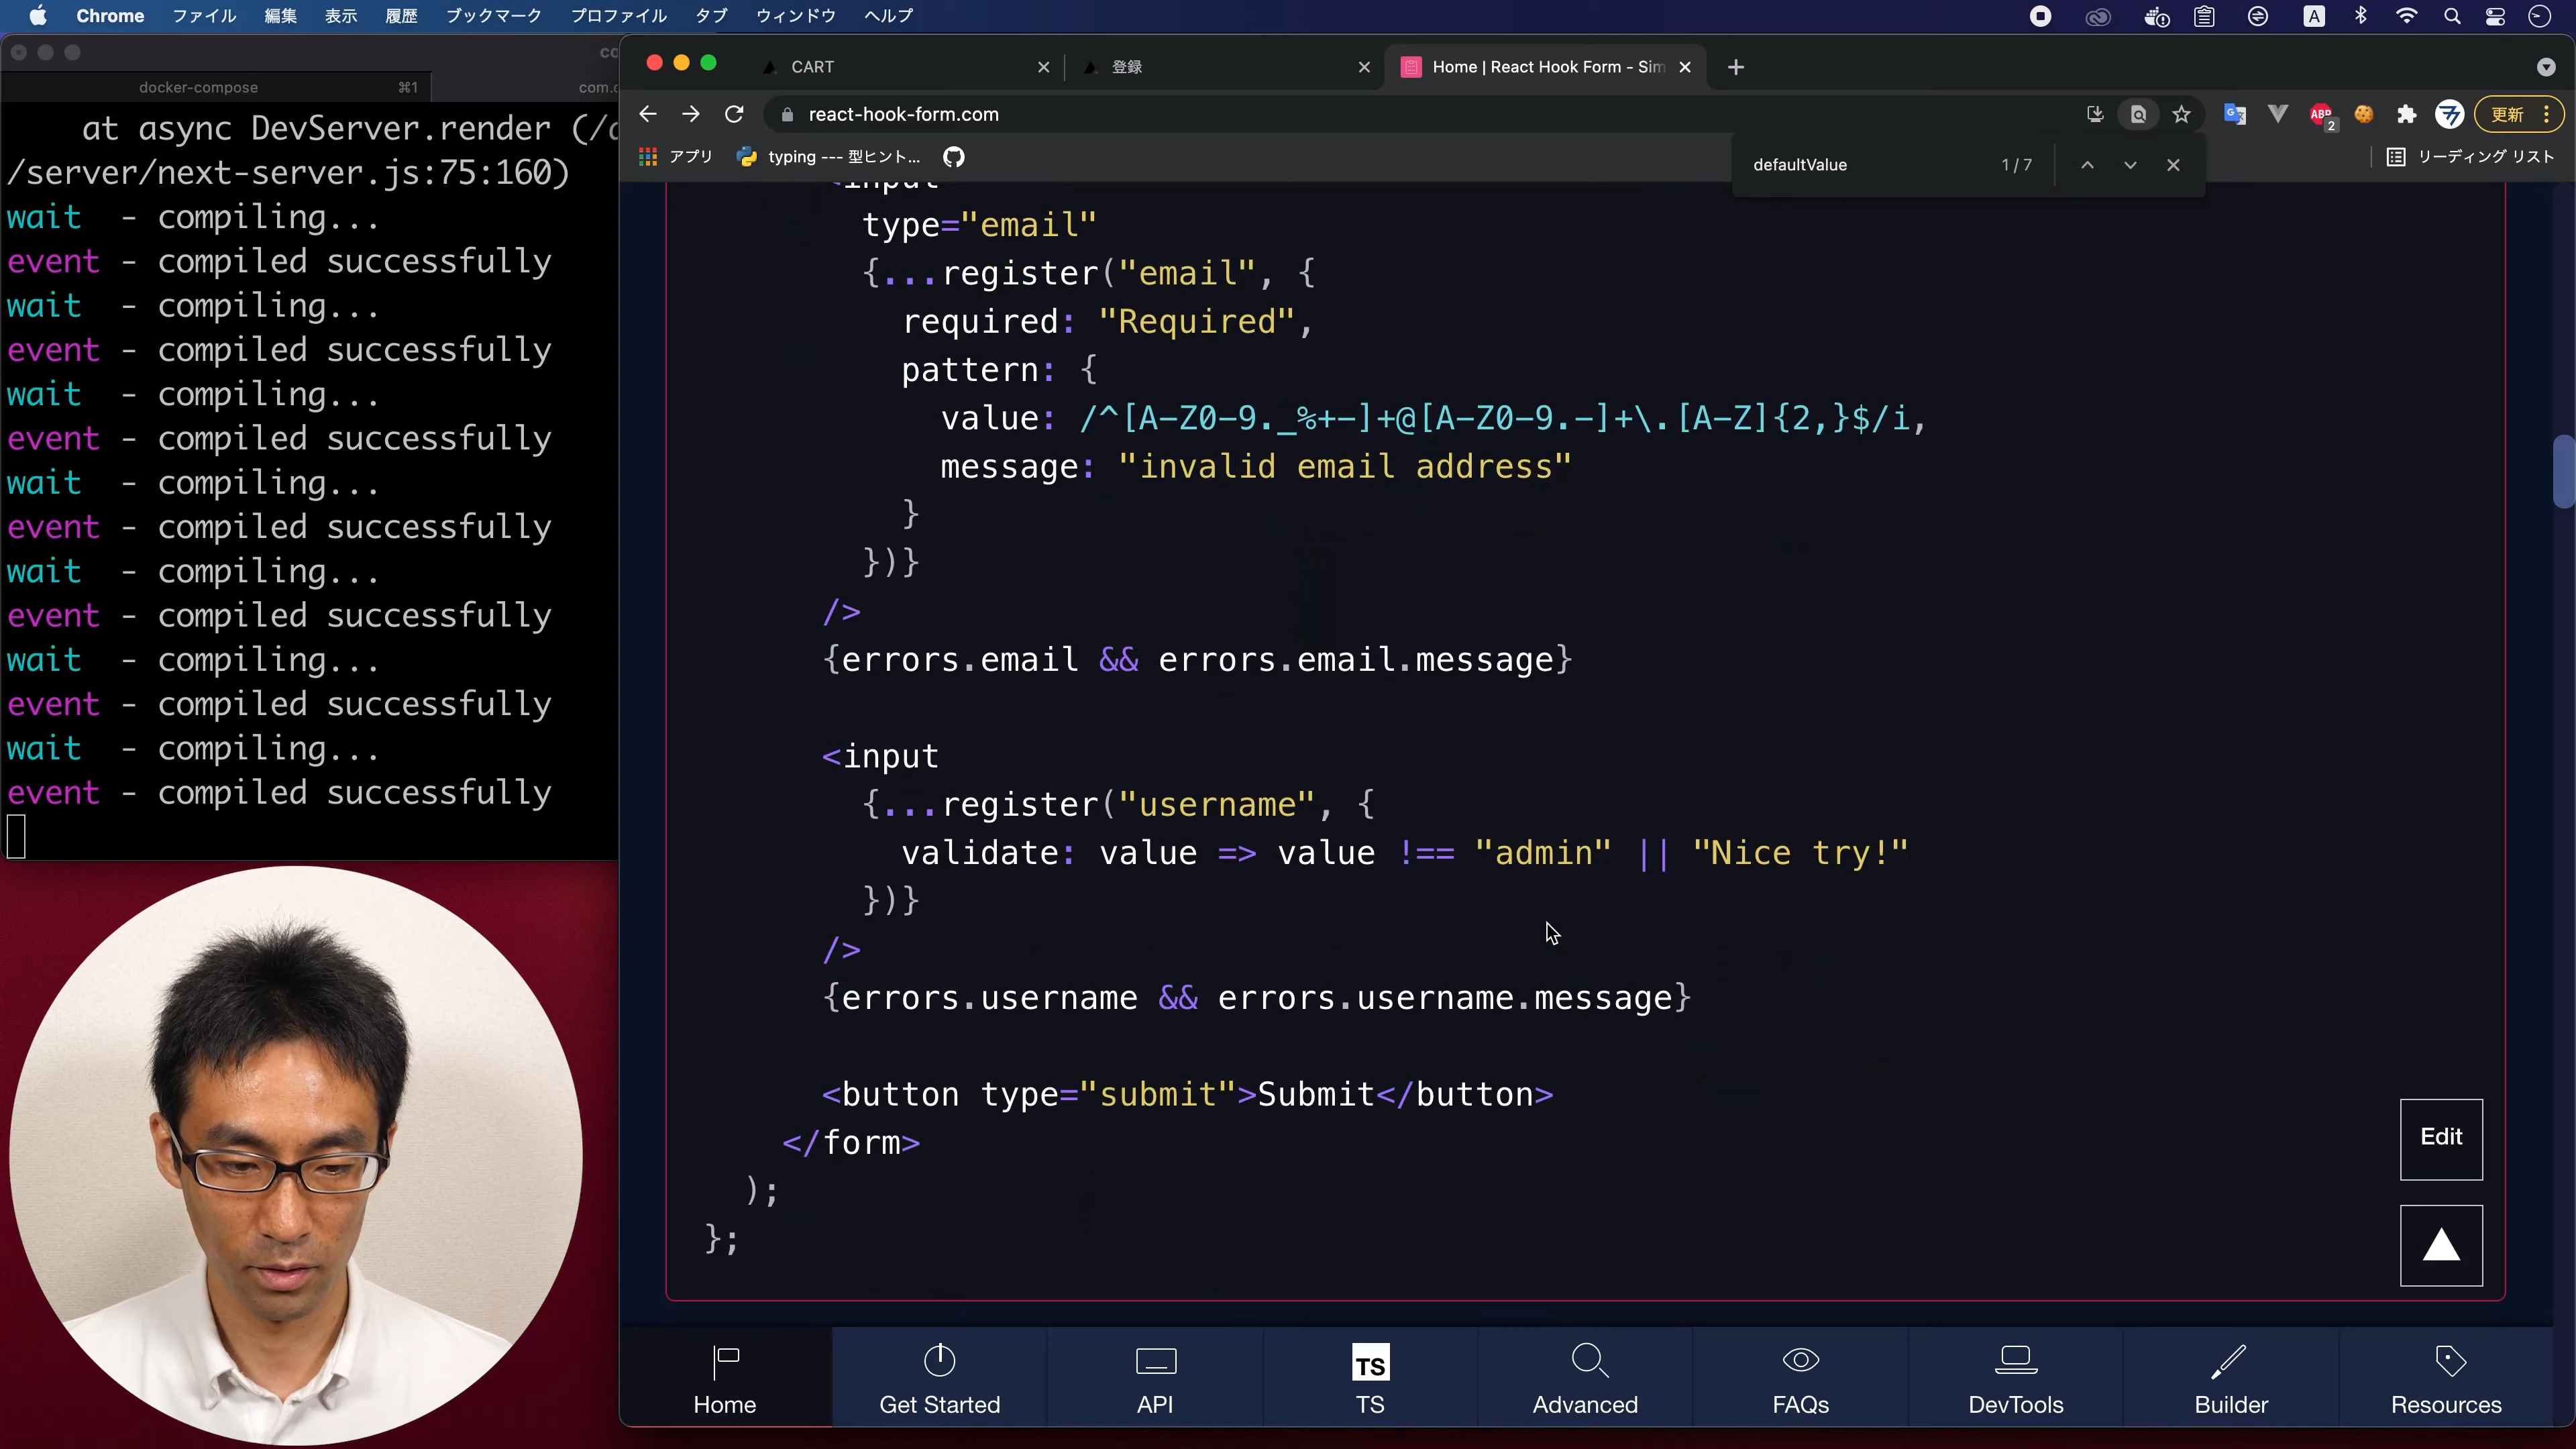 Chrome ファイル 編集 表示 履歴 ブックマーク プロファイル タブ ウィンドウ ヘルプ A
docker-compose ⌘1
at async DevServer.render
/server/next-server.js:75:160)
wait - compiling...
event - compiled successfully
wait - compiling...
event - compiled successfully
wait - compiling...
event - compiled successfully
wait - compiling...
event - compiled successfully
wait - compiling...
event - compiled successfully
wait - compiling...
event - compiled successfully
wait - compiling...
event - compiled successfully
CART
登録
Home | React Hook Form - Sim
react-hook-form.com
ABP 2
更新
アプリ
typing --- 型ヒント...
リーディング リスト
defaultValue 1/7
<input
type="email"
{...register("email", {
required: "Required",
pattern: {
value: /^[A-Z0-9._%+-]+@[A-Z0-9.-]+\.[A-Z]{2,}$/i,
message: "invalid email address"
}
})}
/>
{errors.email && errors.email.message}
<input
{...register("username", {
validate: value => value !== "admin" || "Nice try!"
})}
/>
{errors.username && errors.username.message}
<button type="submit">Submit</button>
</form>
);
};
Edit
TS
Home
Get Started
API
TS
Advanced
FAQs
DevTools
Builder
Resources